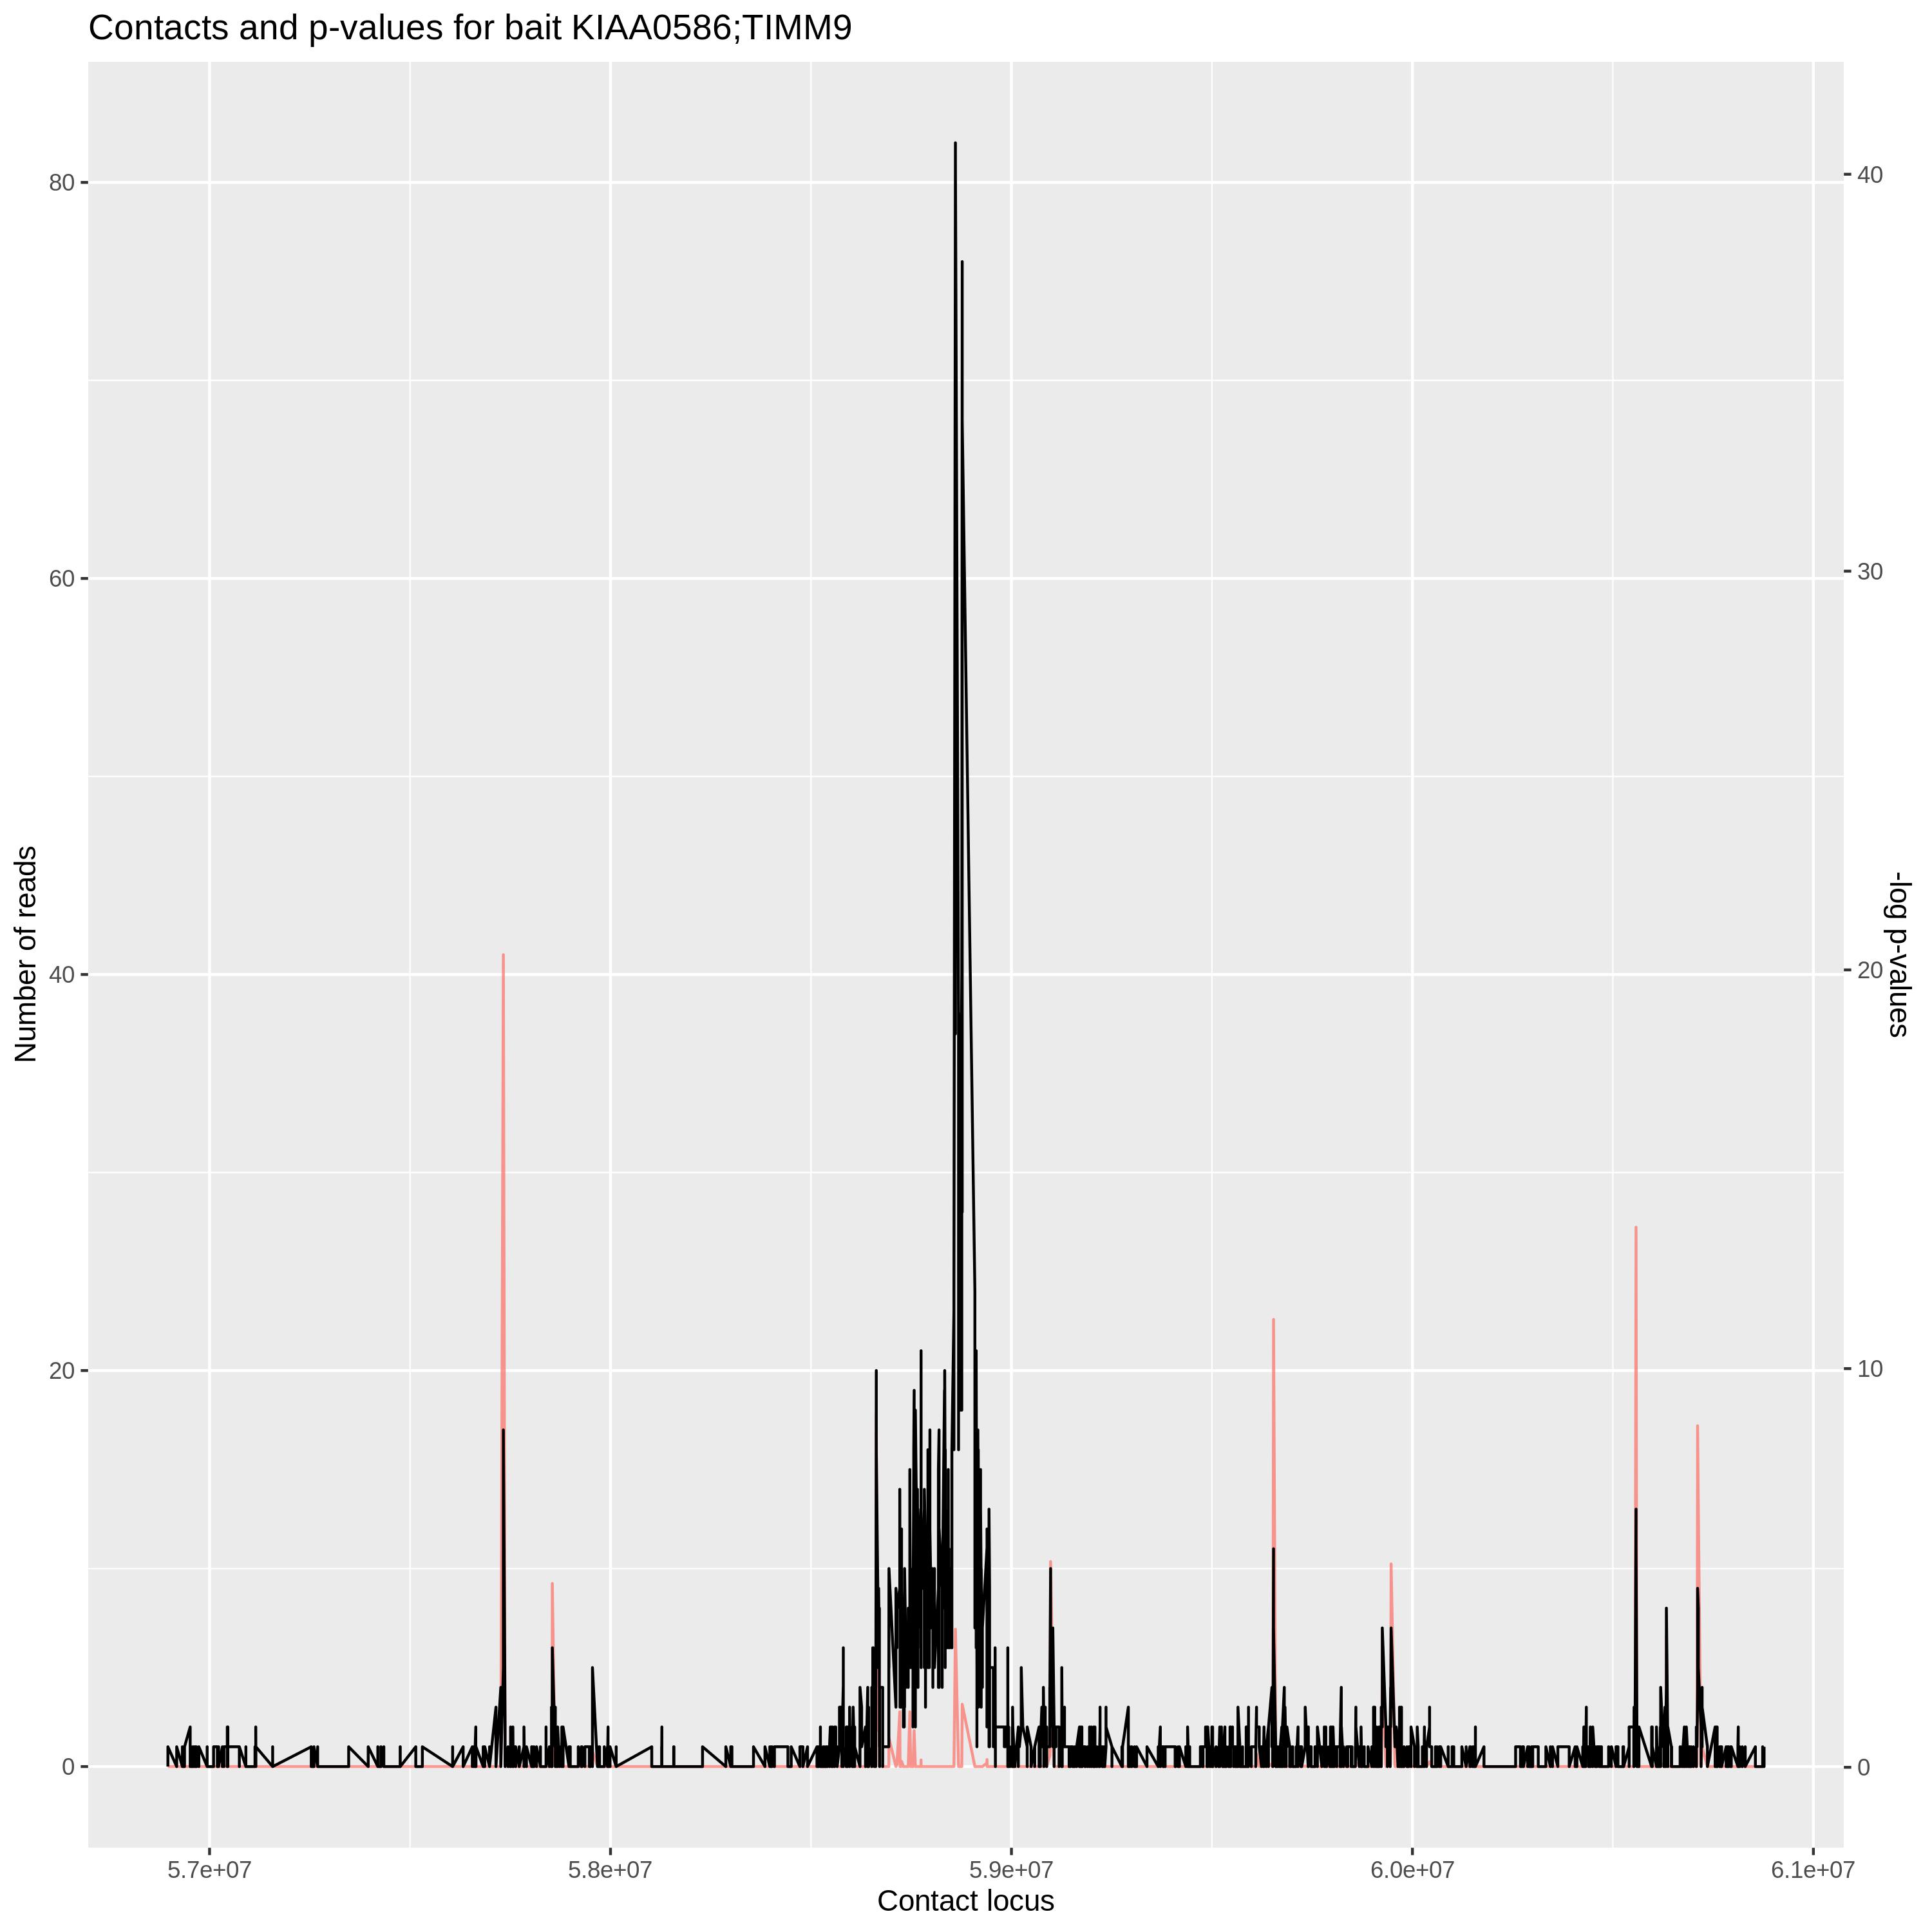 Contacts and p-values for bait KIAA0586;TIMM9
80
60
40
20
0
Number of reads
40
30
20
10
0
-log p-values
5.7e+07 5.8e+07 5.9e+07 6.0e+07 6.1e+07
Contact locus